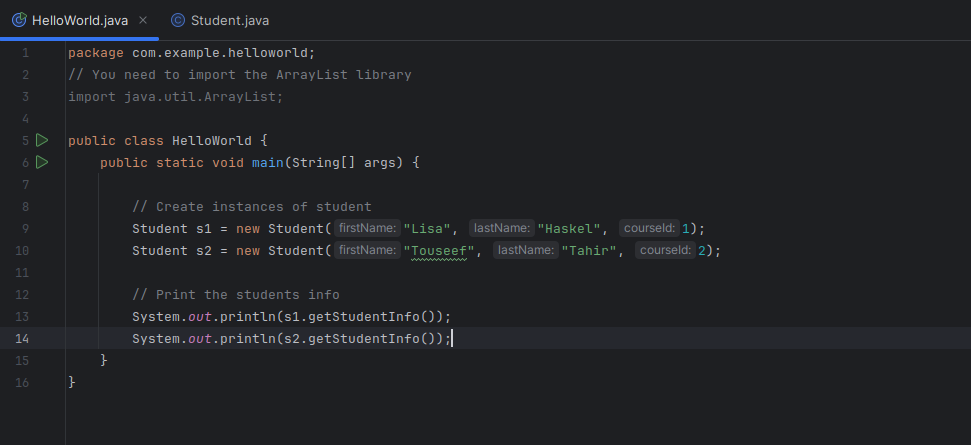 HelloWorld.java × Student.java
1 package com.example.helloworld;
2 // You need to import the ArrayList library
3 import java.util.ArrayList;
4
5 public class HelloWorld {
6 public static void main(String[] args) {
7
8 // Create instances of student
9 Student s1 = new Student( firstName: "Lisa", lastName: "Haskel", courseId: 1);
10 Student s2 = new Student( firstName: "Touseef", lastName: "Tahir", courseId: 2);
11
12 // Print the students info
13 System.out.println(s1.getStudentInfo());
14 System.out.println(s2.getStudentInfo());
15 }
16 }